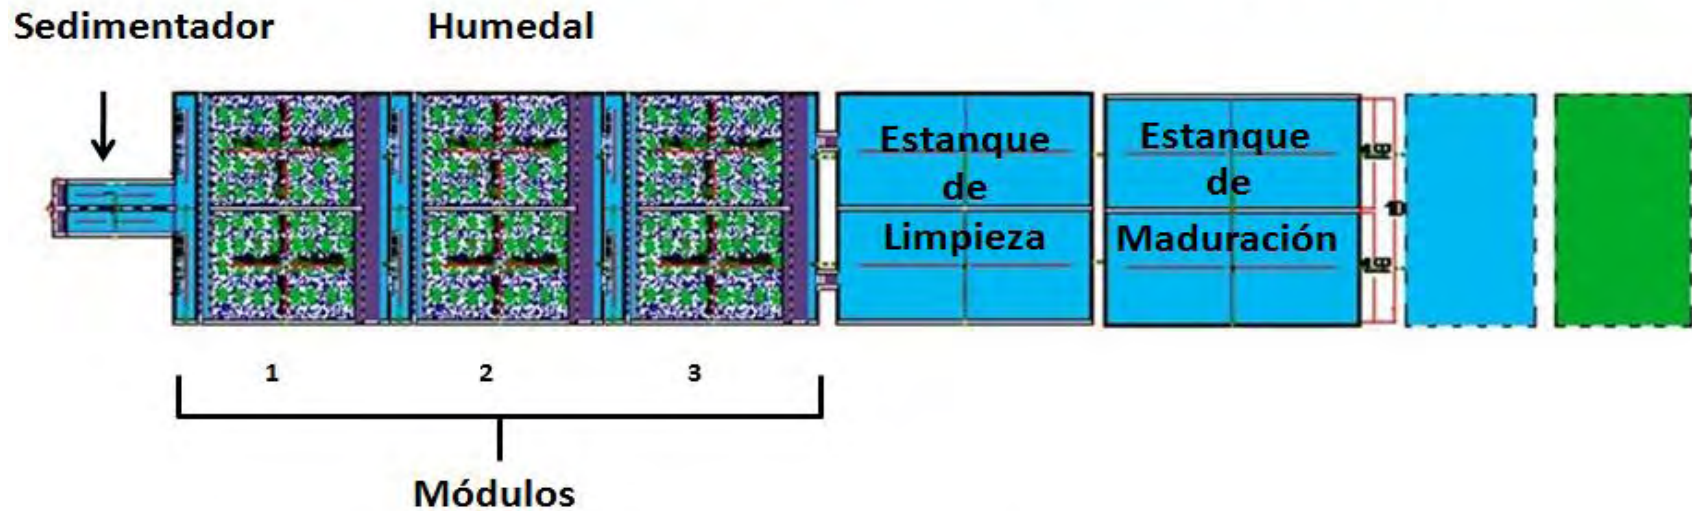 Sedimentador
Humedal
Estanque
de
Limpieza
Estanque
de
Maduración
1
2
3
Módulos